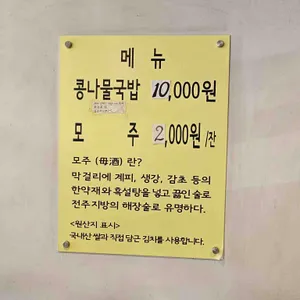 메 뉴
콩나물국밥 10,000원
모 주 2,000원/잔
모주 (母酒) 란?
막걸리에 계피, 생강, 감초 등의
한약재와 흑설탕을 넣고 끓인술로
전주지방의 해장술로 유명하다.
<원산지 표시>
국내산 쌀과 직접 담근 김치를 사용합니다.